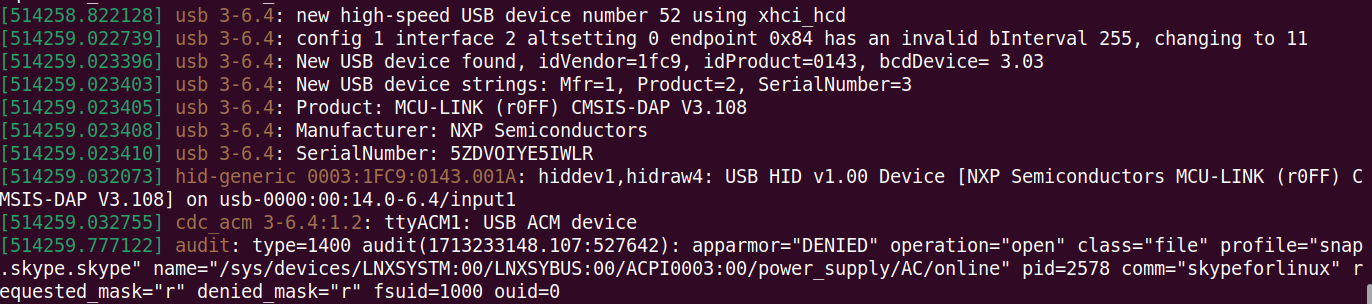 [514258.822128] usb 3-6.4: new high-speed USB device number 52 using xhci_hcd
[514259.022739] usb 3-6.4: config 1 interface 2 altsetting 0 endpoint 0x84 has an invalid bInterval 255, changing to 11
[514259.023396] usb 3-6.4: New USB device found, idVendor=1fc9, idProduct=0143, bcdDevice= 3.03
[514259.023403] usb 3-6.4: New USB device strings: Mfr=1, Product=2, SerialNumber=3
[514259.023405] usb 3-6.4: Product: MCU-LINK (r0FF) CMSIS-DAP V3.108
[514259.023408] usb 3-6.4: Manufacturer: NXP Semiconductors
[514259.023410] usb 3-6.4: SerialNumber: 5ZDVOIYE5IWLR
[514259.032073] hid-generic 0003:1FC9:0143.001A: hiddev1,hidraw4: USB HID v1.00 Device [NXP Semiconductors MCU-LINK (r0FF) C
MSIS-DAP V3.108] on usb-0000:00:14.0-6.4/input1
[514259.032755] cdc_acm 3-6.4:1.2: ttyACM1: USB ACM device
[514259.777122] audit: type=1400 audit(1713233148.107:527642): apparmor="DENIED" operation="open" class="file" profile="snap
.skype.skype" name="/sys/devices/LNXSYSTM:00/LNXSYBUS:00/ACPI0003:00/power_supply/AC/online" pid=2578 comm="skypeforlinux" r
equested_mask="r" denied_mask="r" fsuid=1000 ouid=0